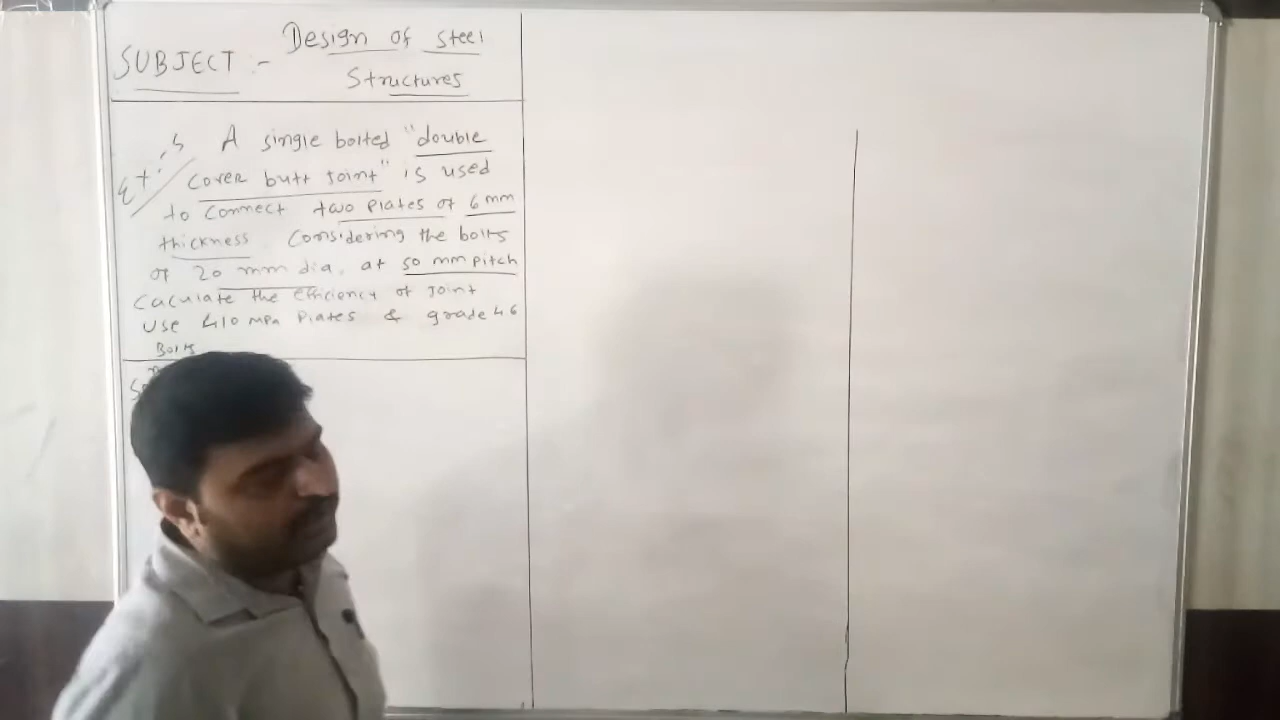 SUBJECT :- Design of steel
Structures
Ex:-5 A single bolted "double
cover butt joint" is used
to connect two plates of 6 mm
thickness. Considering the bolts
of 20 mm dia. at 50 mm pitch
Caculate the efficiency of Joint
Use 410 MPa Plates & grade 4.6
Bolts